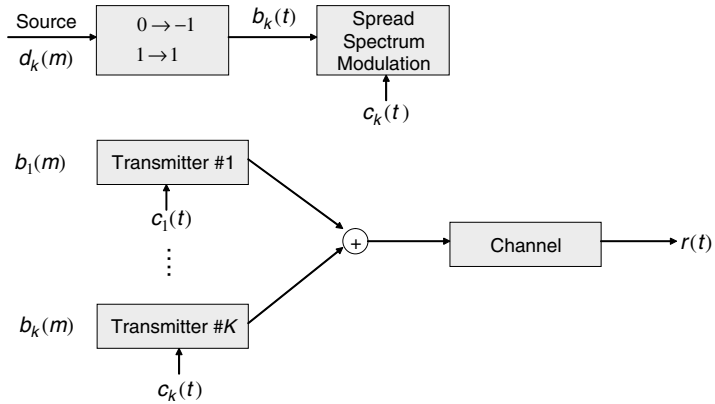 Source
d_k(m)
0 → −1
1 → 1
b_k(t)
Spread
Spectrum
Modulation
c_k(t)
b_1(m)
Transmitter #1
c_1(t)
+
Channel
r(t)
b_k(m)
Transmitter #K
c_k(t)